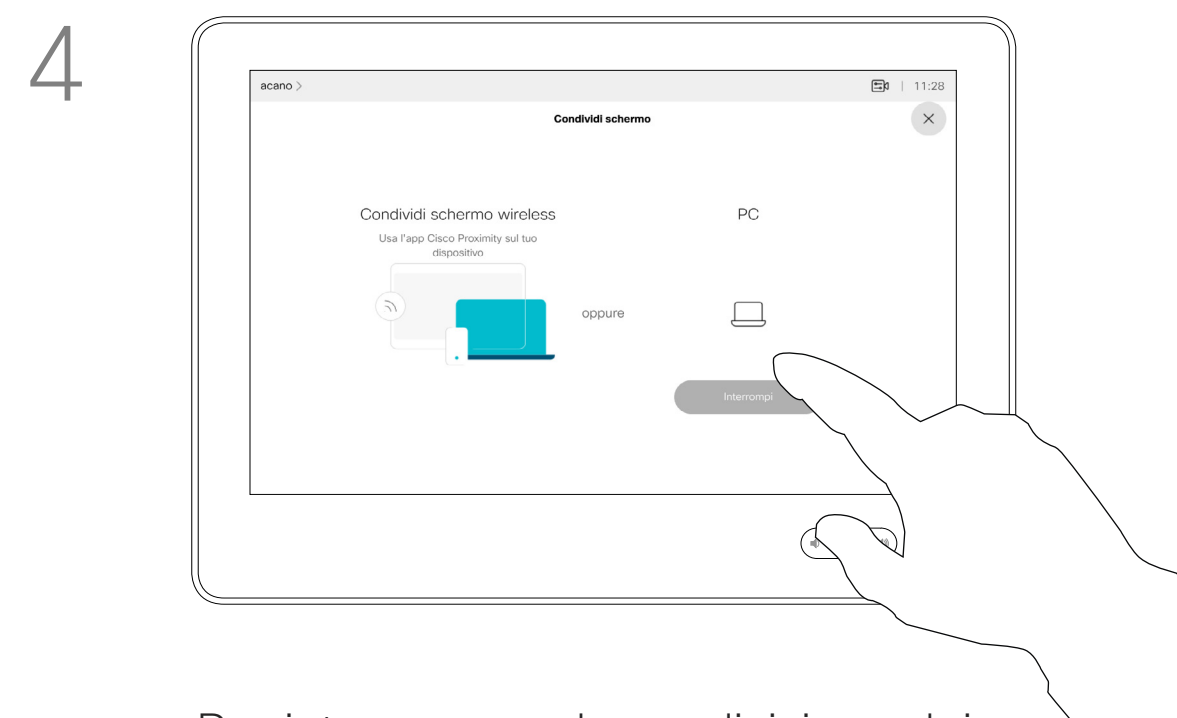 4
acano > | 11:28
Condividi schermo
Condividi schermo wireless
Usa l'app Cisco Proximity sul tuo
dispositivo
oppure
PC
Interrompi